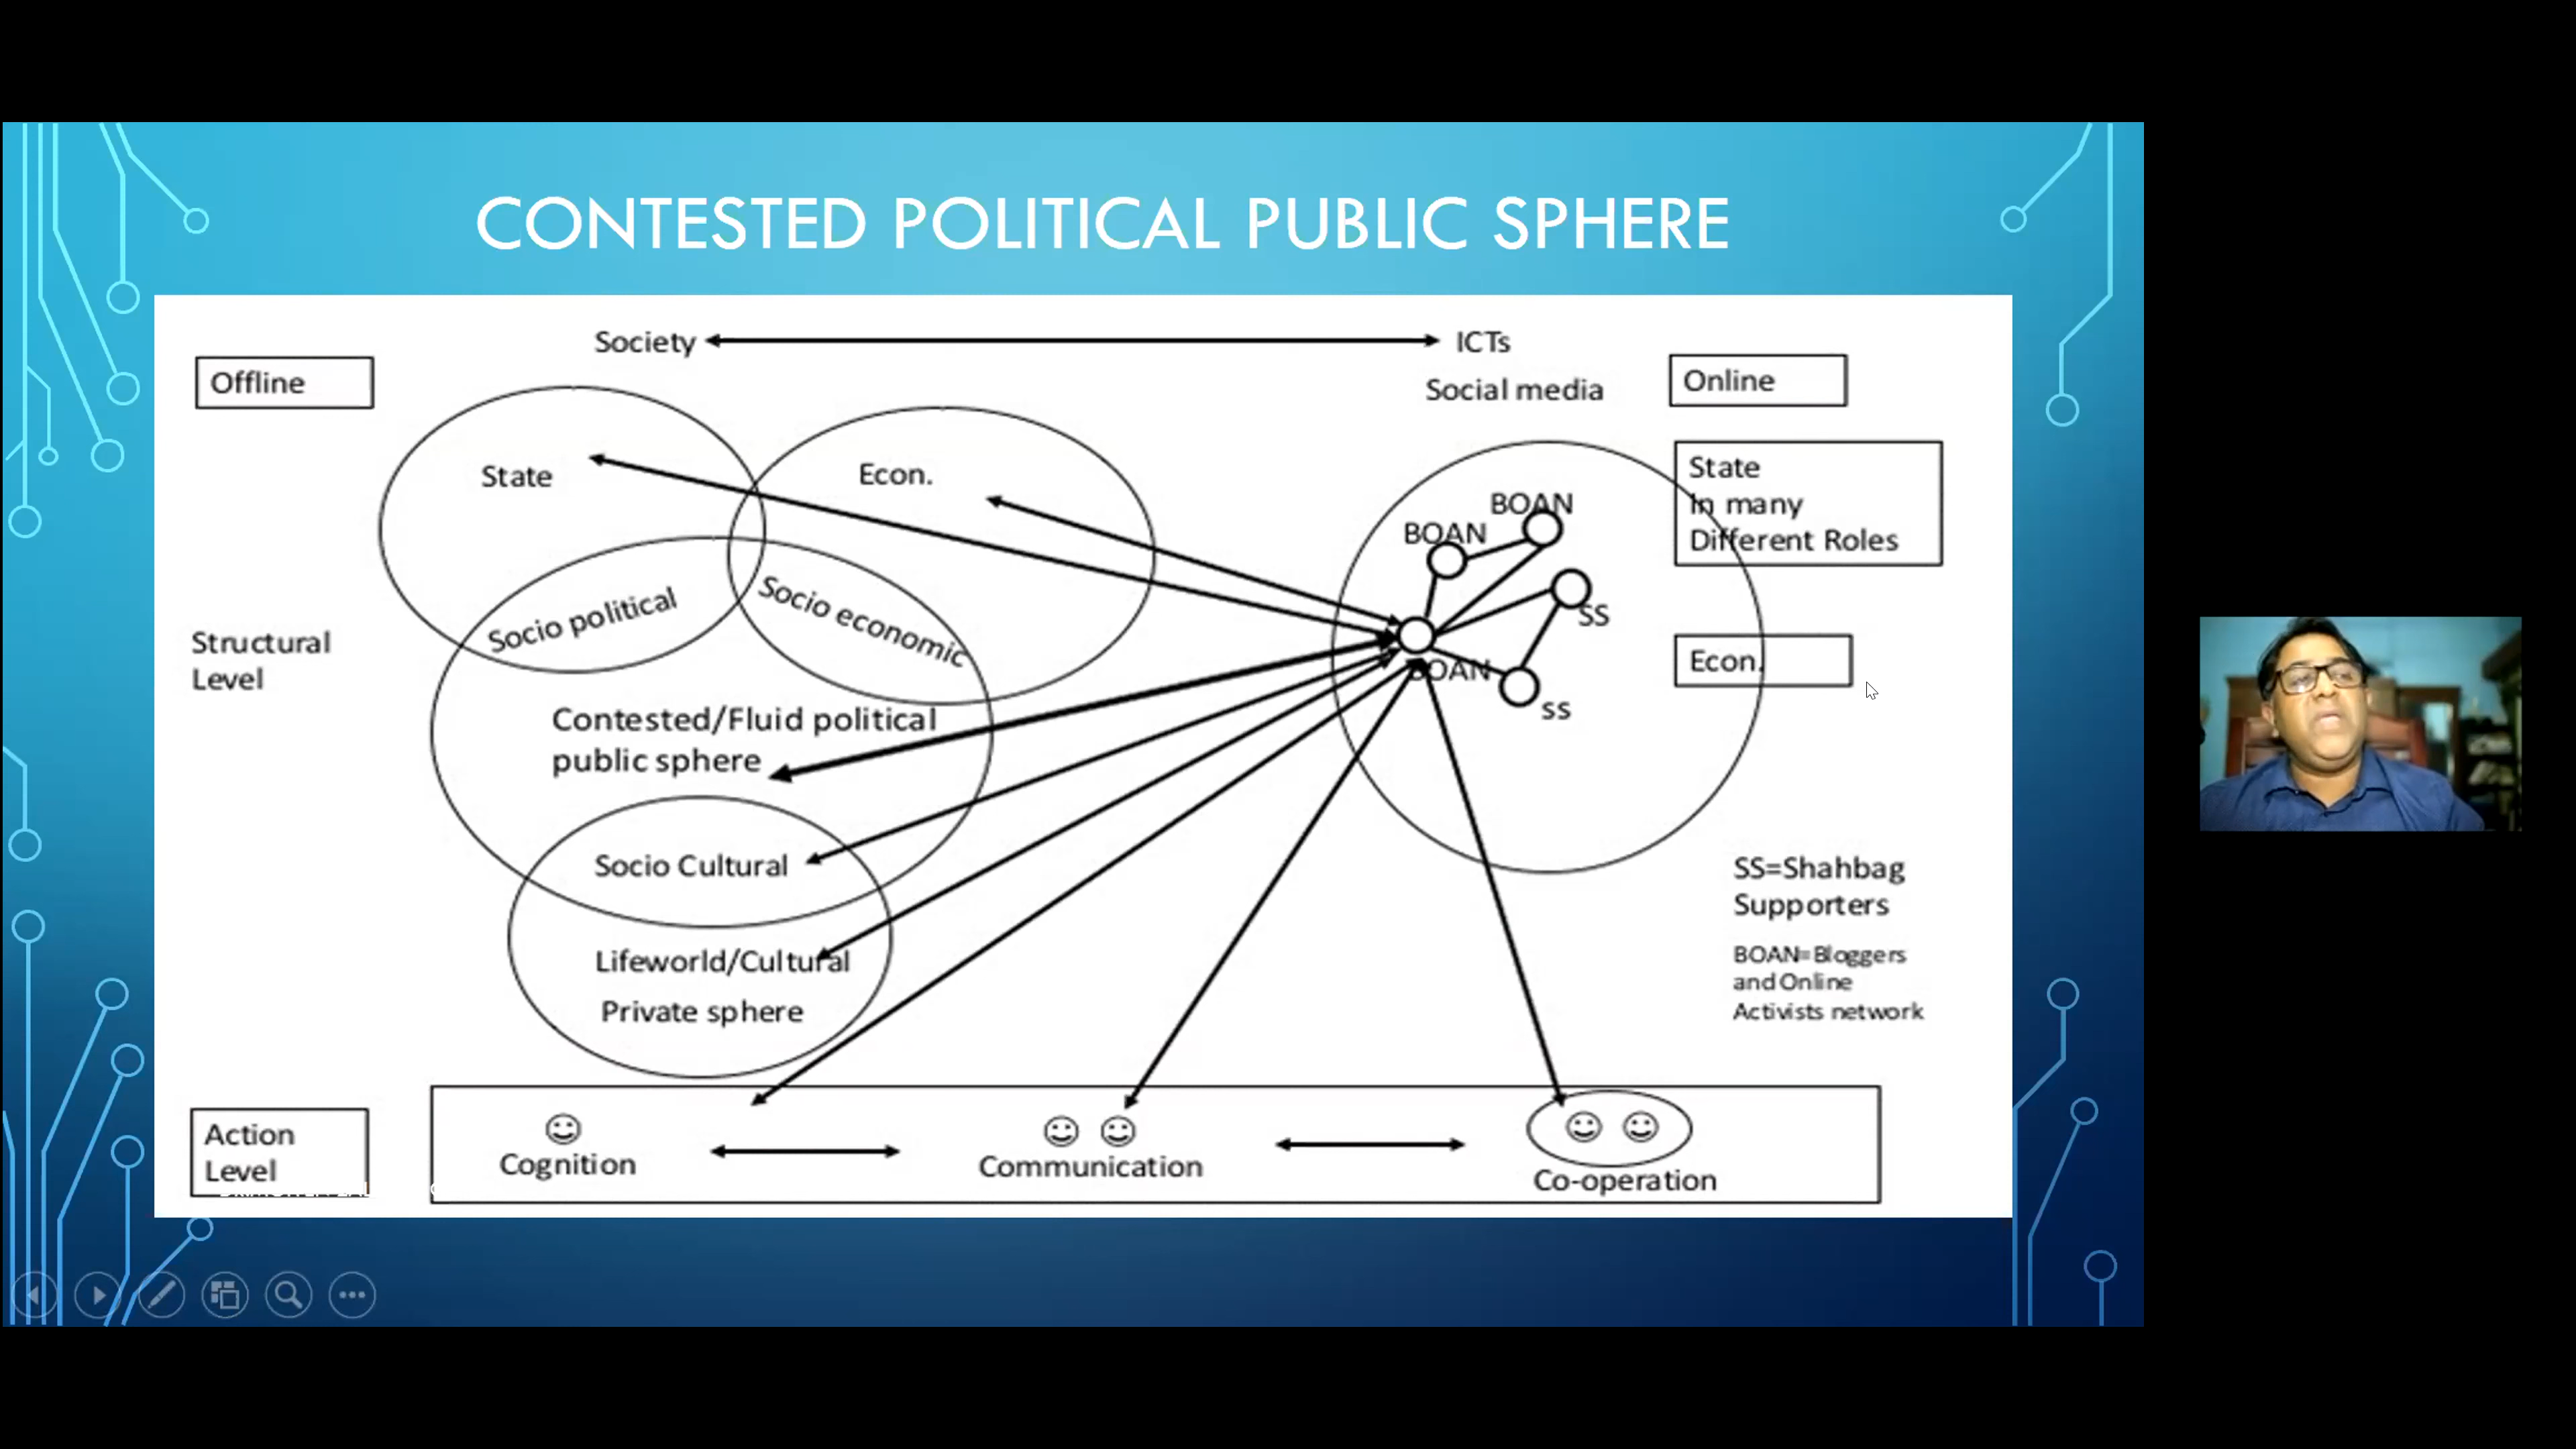 CONTESTED POLITICAL PUBLIC SPHERE
Society
ICTs
Offline
Social media
Online
State
Econ.
State
In many
Different Roles
BOAN
BOAN
SS
BOAN
ss
Socio political
Socio economic
Structural
Level
Econ.
Contested/Fluid political
public sphere
Socio Cultural
SS=Shahbag
Supporters
Lifeworld/Cultural
Private sphere
BOAN=Bloggers
and Online
Activists network
Action
Level
Cognition
Communication
Co-operation